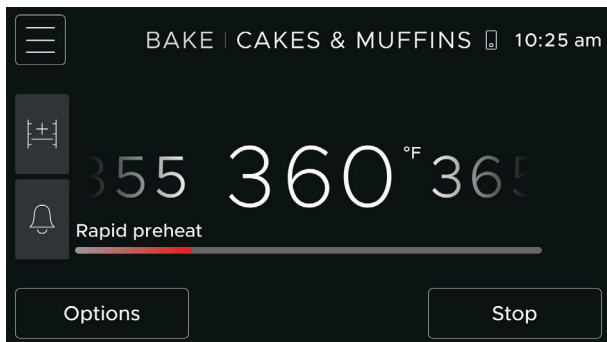 BAKE | CAKES & MUFFINS 10:25 am
355 360 °F 365
Rapid preheat
Options
Stop